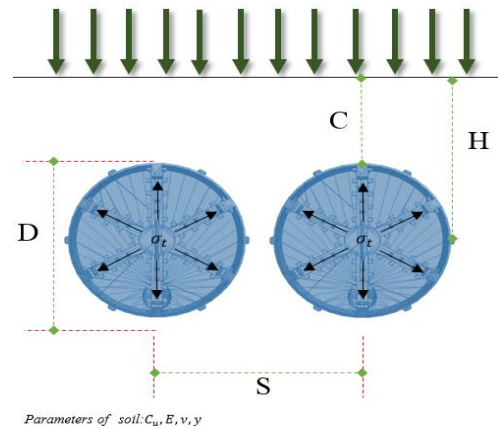 C
H
D
σt σt
S
Parameters of soil:Cu, E, v, y